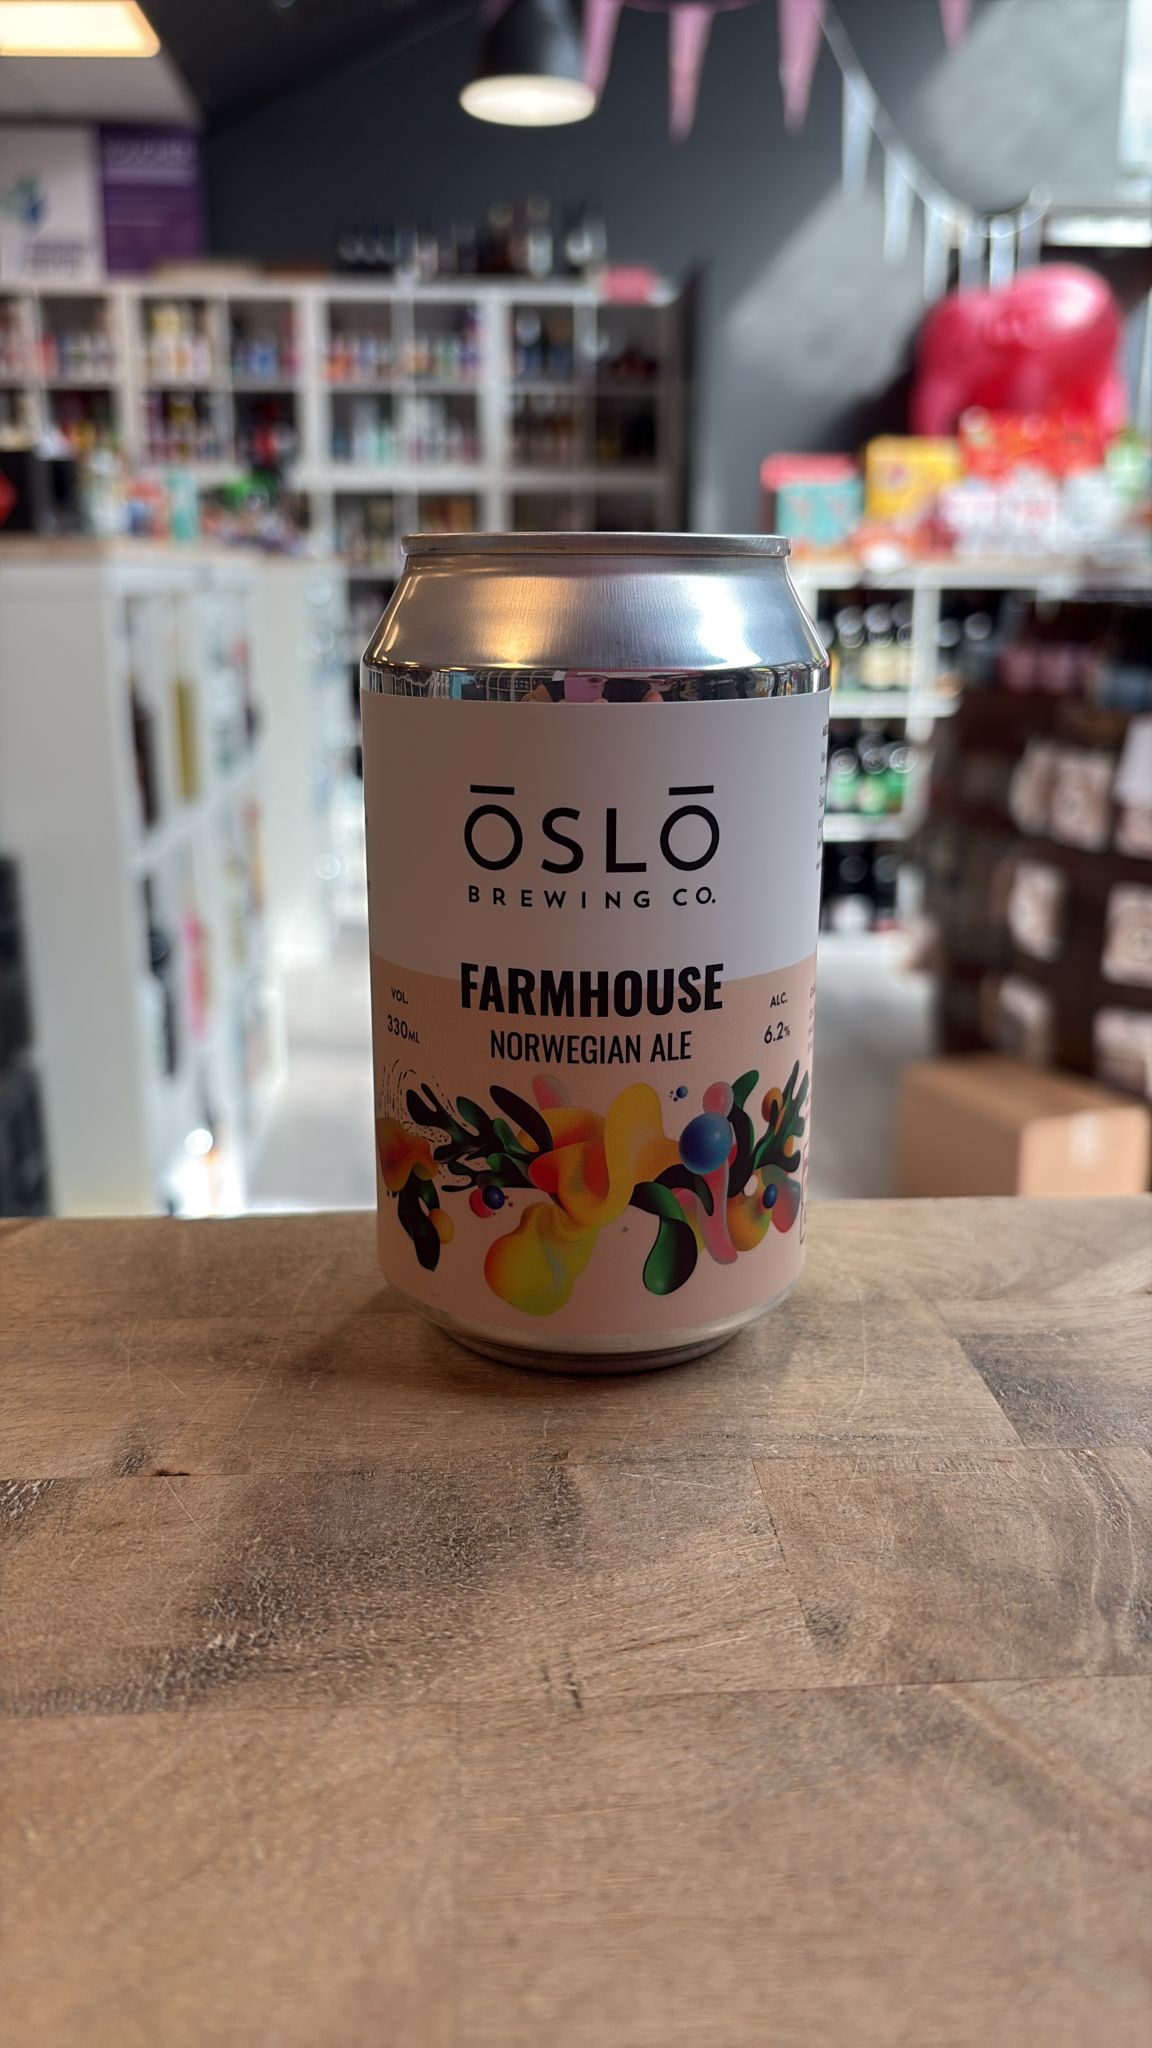 ŌSLŌ
BREWING CO.
FARMHOUSE
NORWEGIAN ALE
VOL.
330ML
ALC.
6.2%